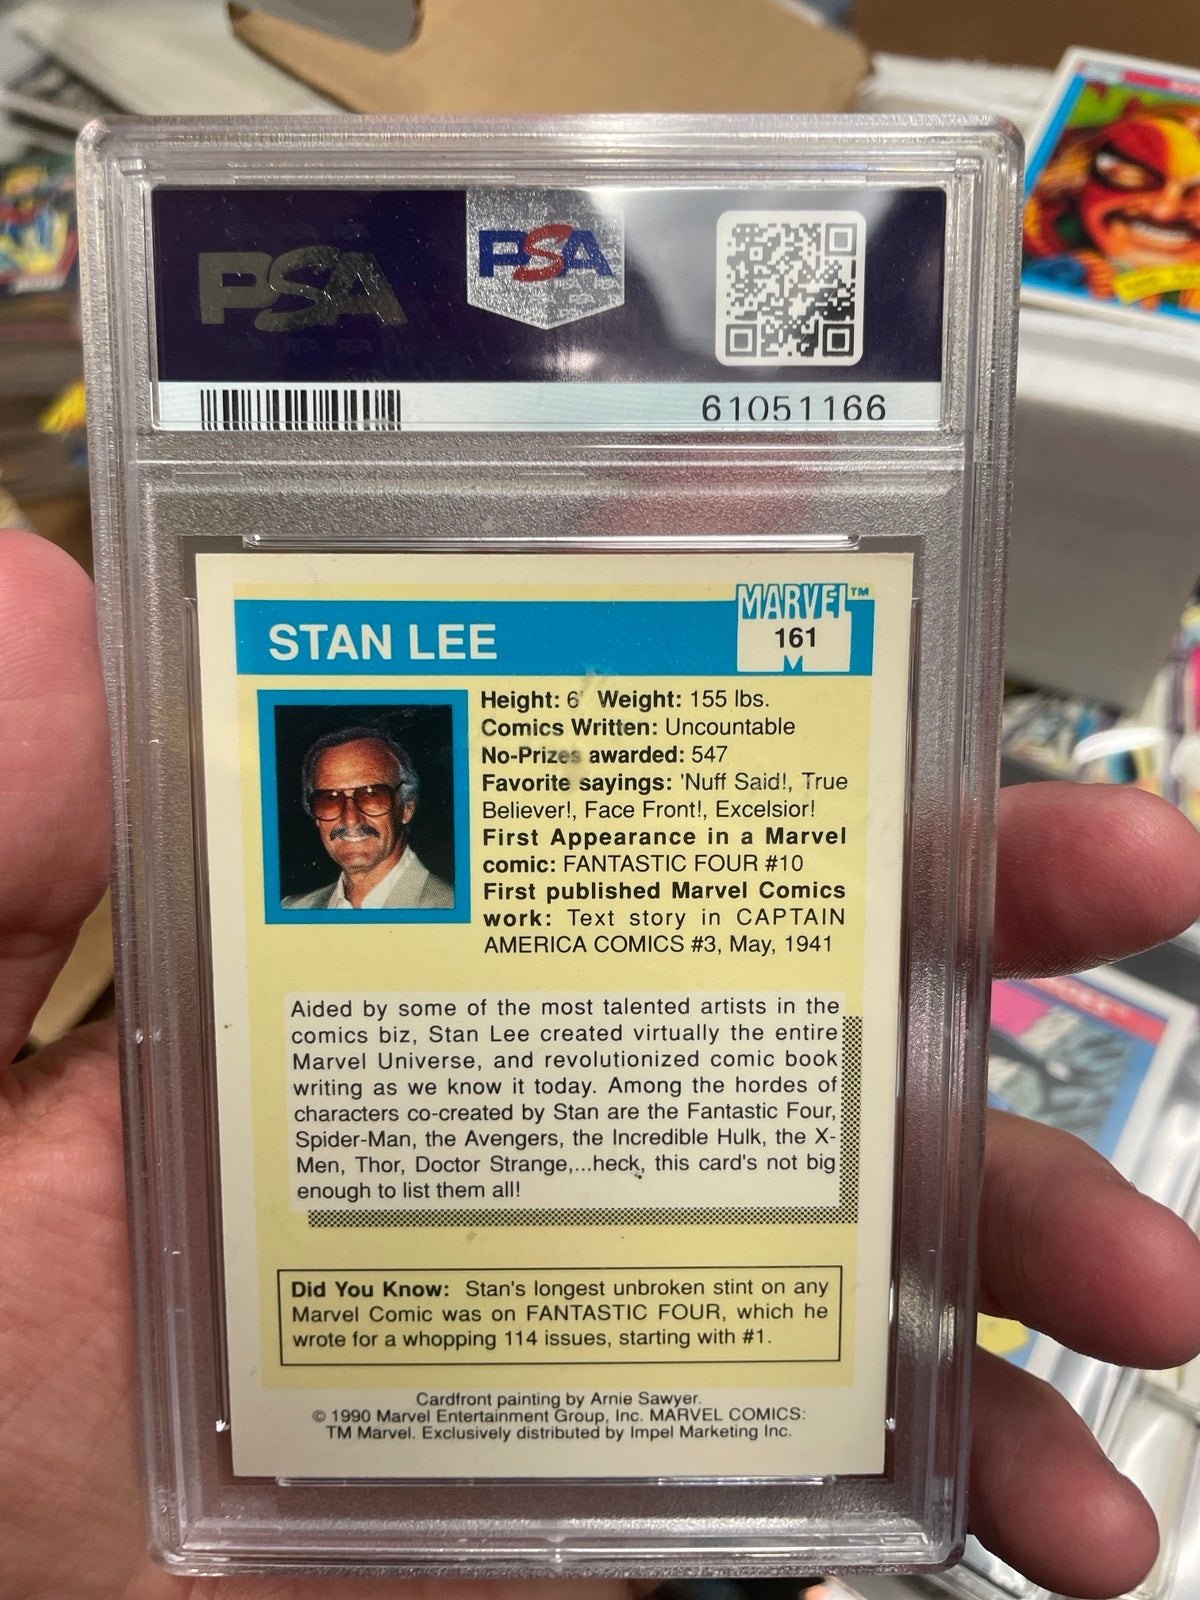 PSA
PSA
61051166
MARVEL™
STAN LEE
161
Height: 6' Weight: 155 lbs.
Comics Written: Uncountable
No-Prizes awarded: 547
Favorite sayings: 'Nuff Said!, True
Believer!, Face Front!, Excelsior!
First Appearance in a Marvel
comic: FANTASTIC FOUR #10
First published Marvel Comics
work: Text story in CAPTAIN
AMERICA COMICS #3, May, 1941
Aided by some of the most talented artists in the
comics biz, Stan Lee created virtually the entire
Marvel Universe, and revolutionized comic book
writing as we know it today. Among the hordes of
characters co-created by Stan are the Fantastic Four,
Spider-Man, the Avengers, the Incredible Hulk, the X-
Men, Thor, Doctor Strange,...heck, this card's not big
enough to list them all!
Did You Know: Stan's longest unbroken stint on any
Marvel Comic was on FANTASTIC FOUR, which he
wrote for a whopping 114 issues, starting with #1.
Cardfront painting by Arnie Sawyer.
© 1990 Marvel Entertainment Group, Inc. MARVEL COMICS:
TM Marvel. Exclusively distributed by Impel Marketing Inc.